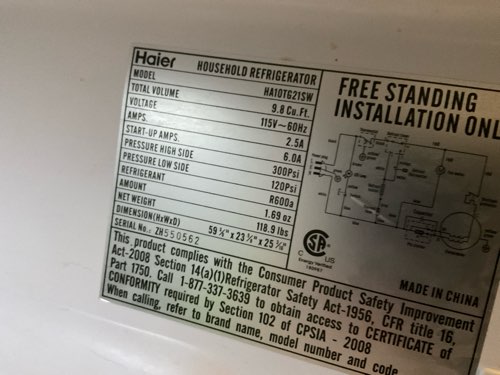 Haier HOUSEHOLD REFRIGERATOR
MODEL HA10TG21SW
TOTAL VOLUME 9.8 Cu.Ft.
VOLTAGE 115V~60Hz
AMPS. 2.5A
START-UP AMPS. 6.0A
PRESSURE HIGH SIDE 300Psi
PRESSURE LOW SIDE 120Psi
REFRIGERANT R600a
AMOUNT 1.69 oz
NET WEIGHT 118.9 lbs
DIMENSION(HxWxD)
SERIAL No.: ZH550562
FREE STANDING
INSTALLATION ONL
C US
Energy Verified
MADE IN CHINA
This product complies with the Consumer Product Safety Improvement
Act-2008 Section 14(a)(1)Refrigerator Safety Act-1956, CFR title 16,
Part 1750. Call 1-877-337-3639 to obtain access to CERTIFICATE of
CONFORMITY required by Section 102 of CPSIA - 2008
When calling, refer to brand name, model number and code